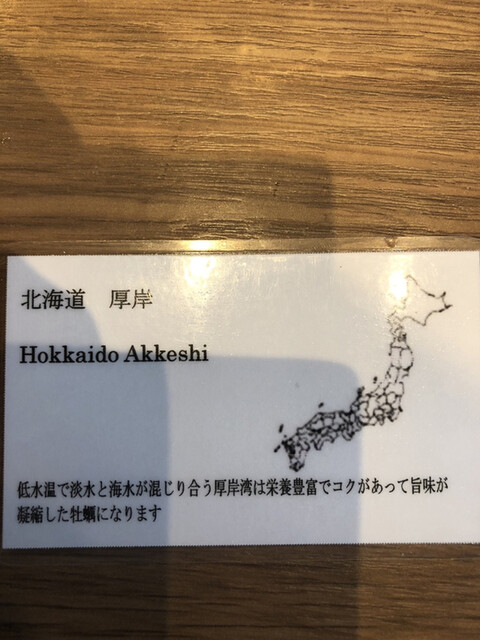 北海道　厚岸
Hokkaido Akkeshi
低水温で淡水と海水が混じり合う厚岸湾は栄養豊富でコクがあって旨味が
凝縮した牡蠣になります